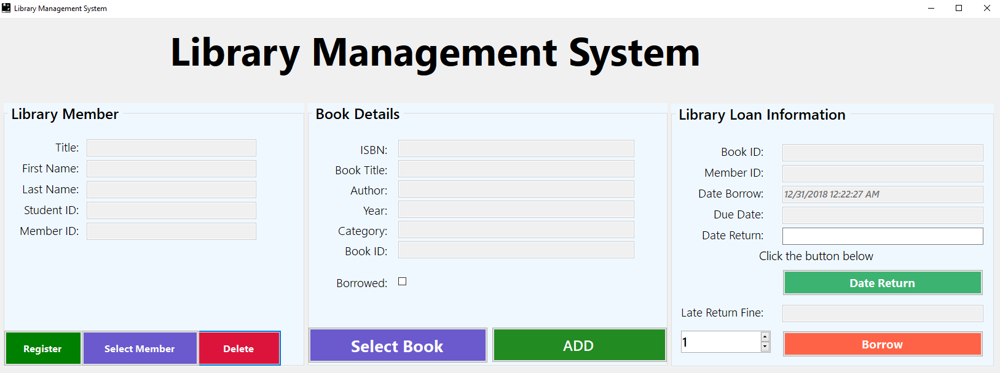 Library Management System
Library Management System
Library Member
Title:
First Name:
Last Name:
Student ID:
Member ID:
Register
Select Member
Delete
Book Details
ISBN:
Book Title:
Author:
Year:
Category:
Book ID:
Borrowed:
Select Book
ADD
Library Loan Information
Book ID:
Member ID:
Date Borrow: 12/31/2018 12:22:27 AM
Due Date:
Date Return:
Click the button below
Date Return
Late Return Fine:
1
Borrow